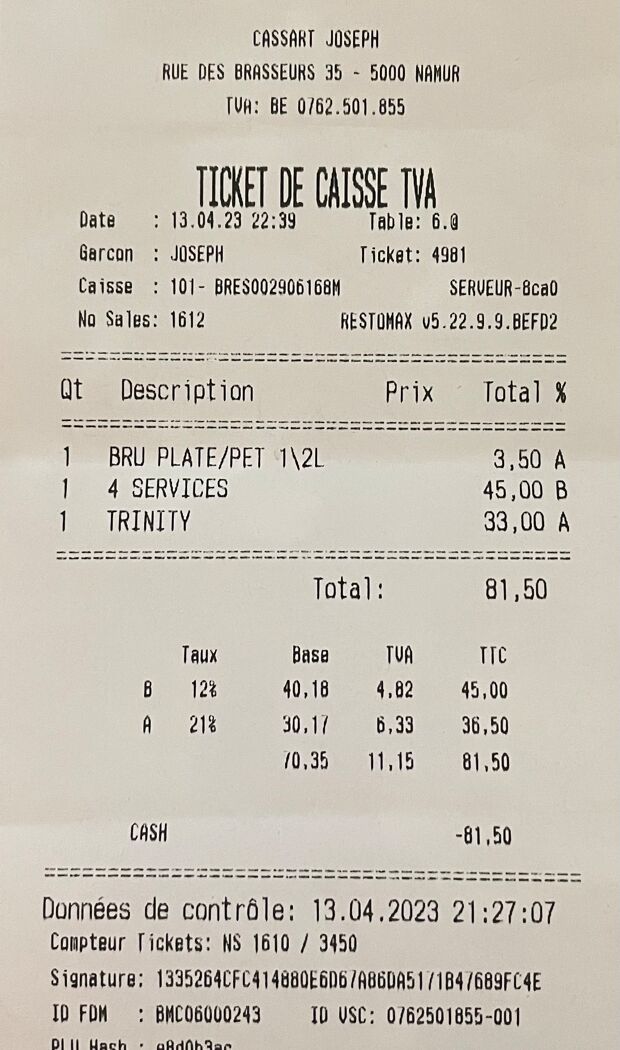 CASSART JOSEPH
RUE DES BRASSEURS 35 - 5000 NAMUR
TVA: BE 0762.501.855
TICKET DE CAISSE TVA
Date : 13.04.23 22:39 Table: 6.@
Garcon : JOSEPH Ticket: 4981
Caisse : 101- BRES002906168M SERVEUR-8ca0
No Sales: 1612 RESTOMAX v5.22.9.9.BEFD2
Qt Description Prix Total %
1 BRU PLATE/PET 1\2L 3,50 A
1 4 SERVICES 45,00 B
1 TRINITY 33,00 A
Total: 81,50
Taux Base TVA TTC
B 12% 40,18 4,82 45,00
A 21% 30,17 6,33 36,50
70,35 11,15 81,50
CASH -81,50
Données de contrôle: 13.04.2023 21:27:07
Compteur Tickets: NS 1610 / 3450
Signature: 1335264CFC414880E6D67A86DA5171B47689FC4E
ID FDM : BMC06000243 ID VSC: 0762501855-001
PLU Hash :